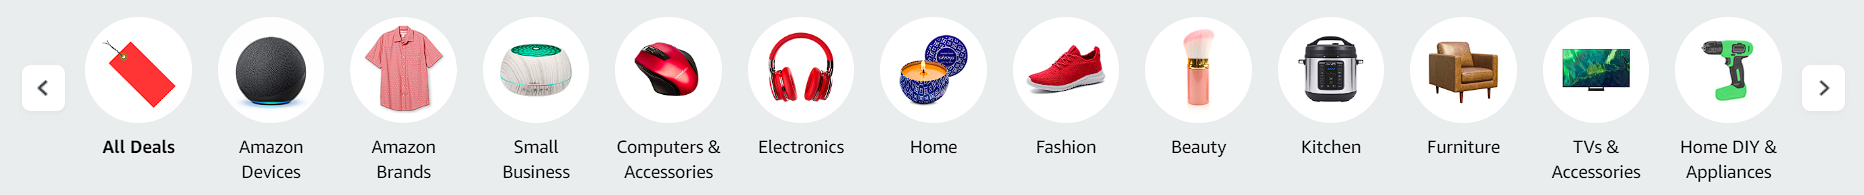 All Deals
Amazon
Devices
Amazon
Brands
Small
Business
Computers &
Accessories
Electronics
Home
Fashion
Beauty
Kitchen
Furniture
TVs &
Accessories
Home DIY &
Appliances